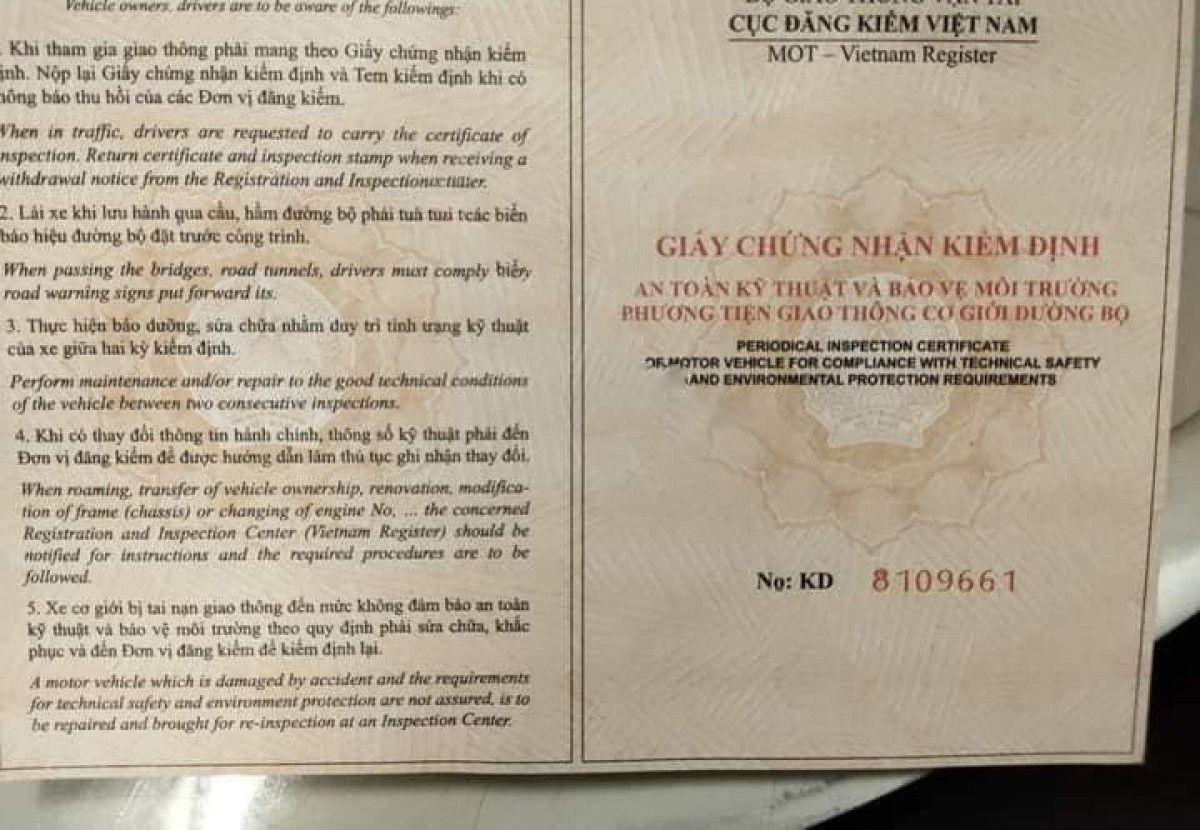 Vehicle owners, drivers are to be aware of the followings:
. Khi tham gia giao thông phải mang theo Giấy chứng nhận kiểm
ịnh. Nộp lại Giấy chứng nhận kiểm định và Tem kiểm định khi có
hông báo thu hồi của các Đơn vị đăng kiểm.
When in traffic, drivers are requested to carry the certificate of
nspection. Return certificate and inspection stamp when receiving a
withdrawal notice from the Registration and
2. Lái xe khi lưu hành qua cầu, hầm đường bộ phải biển
báo hiệu đường bộ đặt trước công trình.
When passing the bridges, road tunnels, drivers must comply
road warning signs put forward its.
3. Thực hiện bảo dưỡng, sửa chữa nhằm duy trì tình trạng kỹ thuật
của xe giữa hai kỳ kiểm định.
Perform maintenance and/or repair to the good technical conditions
of the vehicle between two consecutive inspections.
4. Khi có thay đổi thông tin hành chính, thông số kỹ thuật phải đến
Đơn vị đăng kiểm để được hướng dẫn làm thủ tục ghi nhận thay đổi.
When roaming, transfer of vehicle ownership, renovation, modifica-
tion of frame (chassis) or changing of engine No, ... the concerned
Registration and Inspection Center (Vietnam Register) should be
notified for instructions and the required procedures are to be
followed.
5. Xe cơ giới bị tai nạn giao thông đến mức không đảm bảo an toàn
kỹ thuật và bảo vệ môi trường theo quy định phải sửa chữa, khắc
phục và đến Đơn vị đăng kiểm để kiểm định lại.
A motor vehicle which is damaged by accident and the requirements
for technical safety and environment protection are not assured, is to
be repaired and brought for re-inspection at an Inspection Center.
CỤC ĐĂNG KIỂM VIỆT NAM
MOT – Vietnam Register
GIẤY CHỨNG NHẬN KIỂM ĐỊNH
AN TOÀN KỸ THUẬT VÀ BẢO VỆ MÔI TRƯỜNG
PHƯƠNG TIỆN GIAO THÔNG CƠ GIỚI ĐƯỜNG BỘ
PERIODICAL INSPECTION CERTIFICATE
OF MOTOR VEHICLE FOR COMPLIANCE WITH TECHNICAL SAFETY
AND ENVIRONMENTAL PROTECTION REQUIREMENTS
No: KD 8109661